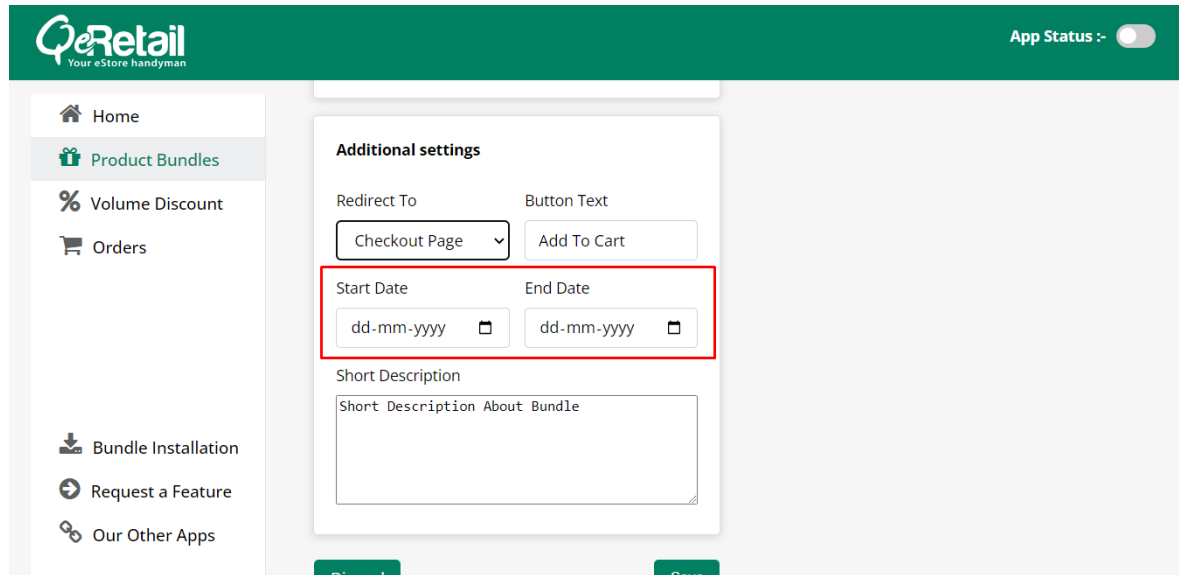 QeRetail
Your eStore handyman
App Status :-
Home
Product Bundles
Volume Discount
Orders
Bundle Installation
Request a Feature
Our Other Apps
Additional settings
Redirect To
Button Text
Checkout Page
Add To Cart
Start Date
End Date
dd-mm-yyyy
dd-mm-yyyy
Short Description
Short Description About Bundle